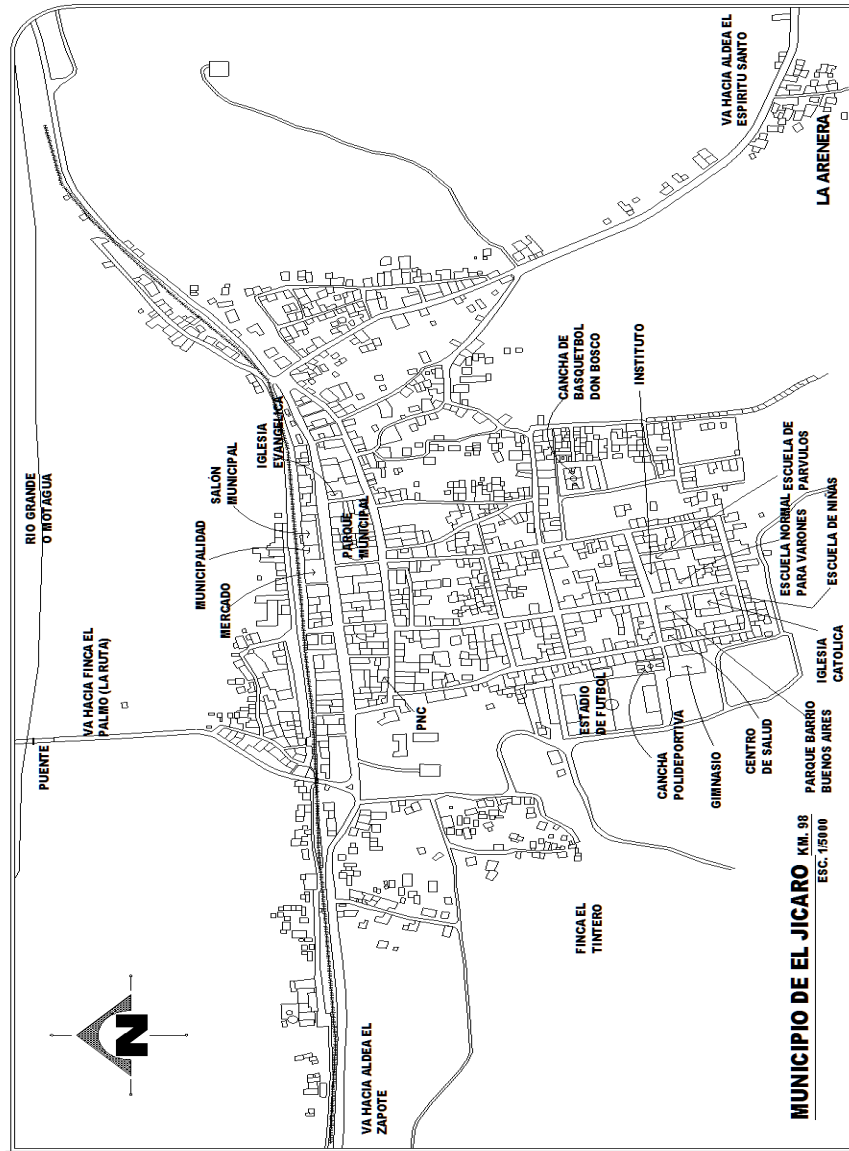 RIO GRANDE
O MOTAGUA
PUENTE
VA HACIA FINCA EL
PALMO (LA RUTA)
N
MUNICIPALIDAD
SALÓN
MUNICIPAL
MERCADO
IGLESIA
EVANGELICA
PARQUE
MUNICIPAL
VA HACIA ALDEA EL
ZAPOTE
PNC
CANCHA DE
BASQUETBOL
DON BOSCO
ESTADIO
DE FUTBOL
FINCA EL
TINTERO
INSTITUTO
CANCHA
POLIDEPORTIVA
GIMNASIO
VA HACIA ALDEA EL
ESPIRITU SANTO
CENTRO
DE SALUD
ESCUELA NORMAL
PARA VARONES
ESCUELA DE
PARVULOS
PARQUE BARRIO
BUENOS AIRES
IGLESIA
CATOLICA
ESCUELA DE NIÑAS
LA ARENERA
MUNICIPIO DE EL JICARO KM. 98
ESC. 1/5000